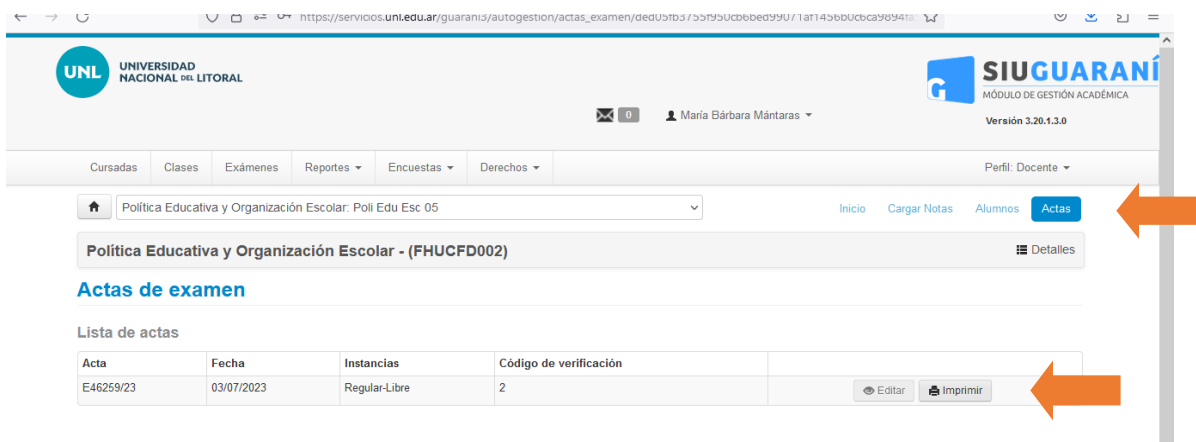 https://servicios.unl.edu.ar/guarani3/autogestion/actas_examen/
UNL UNIVERSIDAD
NACIONAL DEL LITORAL
SIUGUARANÍ
G
MÓDULO DE GESTIÓN ACADÉMICA
0 María Bárbara Mántaras
Versión 3.20.1.3.0
Cursadas Clases Exámenes Reportes Encuestas Derechos Perfil: Docente
Política Educativa y Organización Escolar: Poli Edu Esc 05 Inicio Cargar Notas Alumnos Actas
Política Educativa y Organización Escolar - (FHUCFD002) Detalles
Actas de examen
Lista de actas
Acta Fecha Instancias Código de verificación
E46259/23 03/07/2023 Regular-Libre 2 Editar Imprimir